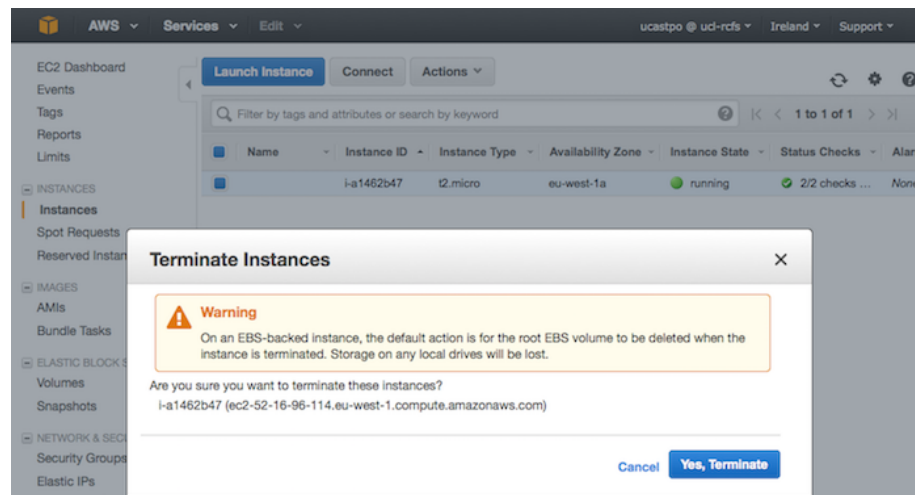 AWS Services Edit ucastpo @ ucl-rcfs Ireland Support
EC2 Dashboard
Events
Tags
Reports
Limits
INSTANCES
Instances
Spot Requests
Reserved Instan
IMAGES
AMIs
Bundle Tasks
ELASTIC BLOCK S
Volumes
Snapshots
NETWORK & SECU
Security Groups
Elastic IPs
Launch Instance Connect Actions
Filter by tags and attributes or search by keyword 1 to 1 of 1
Name Instance ID Instance Type Availability Zone Instance State Status Checks Alar
i-a1462b47 t2.micro eu-west-1a running 2/2 checks ... None
Terminate Instances
Warning
On an EBS-backed instance, the default action is for the root EBS volume to be deleted when the
instance is terminated. Storage on any local drives will be lost.
Are you sure you want to terminate these instances?
i-a1462b47 (ec2-52-16-96-114.eu-west-1.compute.amazonaws.com)
Cancel Yes, Terminate